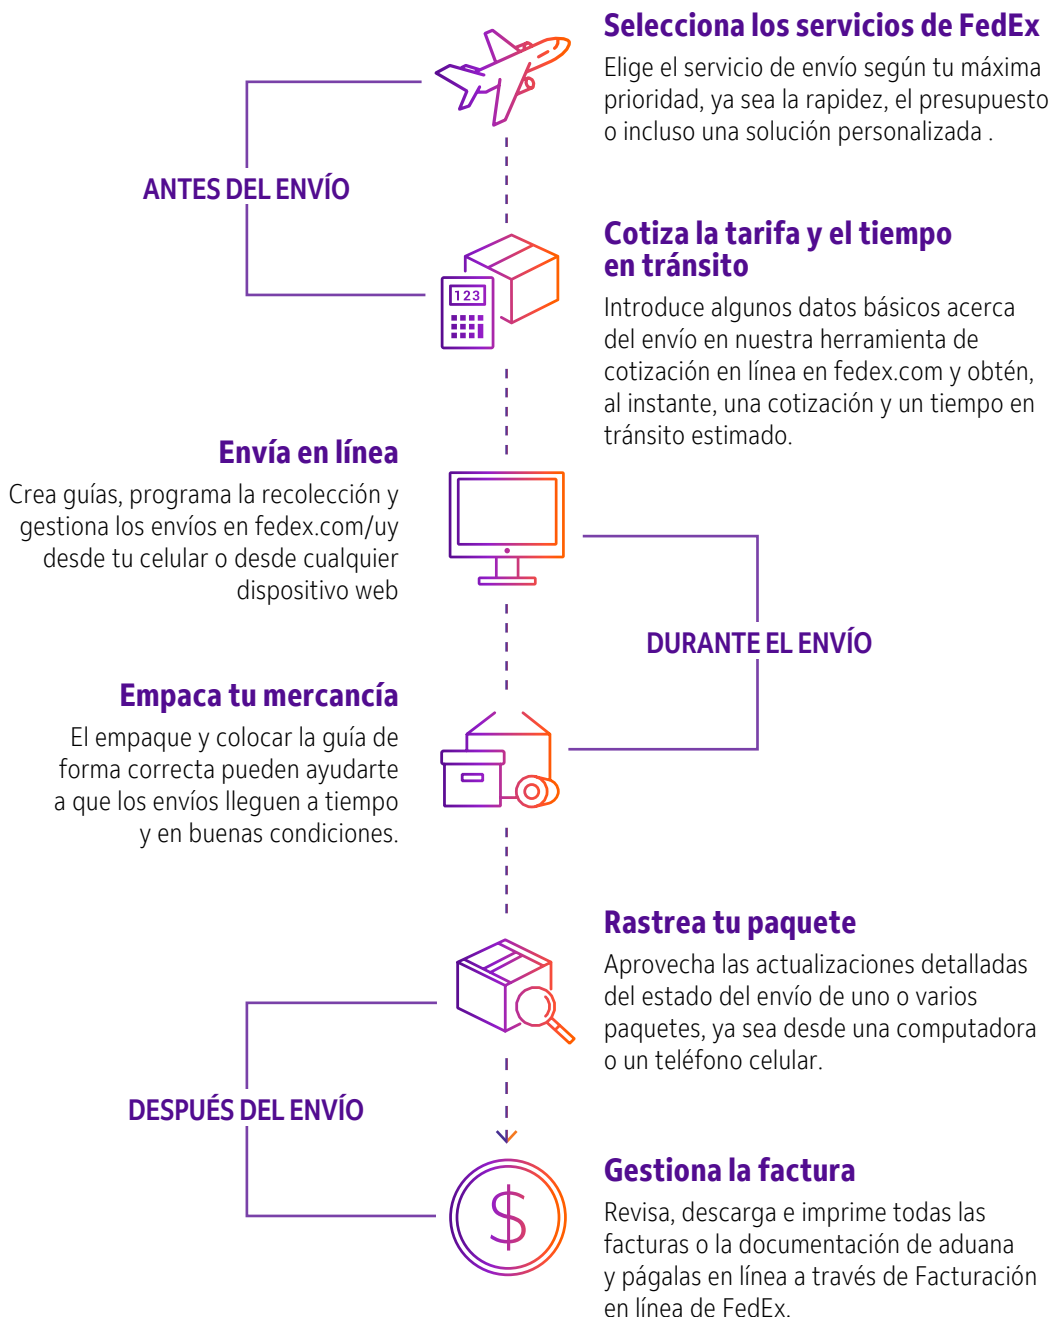 Selecciona los servicios de FedEx
Elige el servicio de envío según tu máxima
prioridad, ya sea la rapidez, el presupuesto
o incluso una solución personalizada .
ANTES DEL ENVÍO
Cotiza la tarifa y el tiempo
en tránsito
123
Introduce algunos datos básicos acerca
del envío en nuestra herramienta de
cotización en línea en fedex.com y obtén,
al instante, una cotización y un tiempo en
tránsito estimado.
Envía en línea
Crea guías, programa la recolección y
gestiona los envíos en fedex.com/uy
desde tu celular o desde cualquier
dispositivo web
DURANTE EL ENVÍO
Empaca tu mercancía
El empaque y colocar la guía de
forma correcta pueden ayudarte
a que los envíos lleguen a tiempo
y en buenas condiciones.
Rastrea tu paquete
Aprovecha las actualizaciones detalladas
del estado del envío de uno o varios
paquetes, ya sea desde una computadora
o un teléfono celular.
DESPUÉS DEL ENVÍO
$
Gestiona la factura
Revisa, descarga e imprime todas las
facturas o la documentación de aduana
y págalas en línea a través de Facturación
en línea de FedEx.